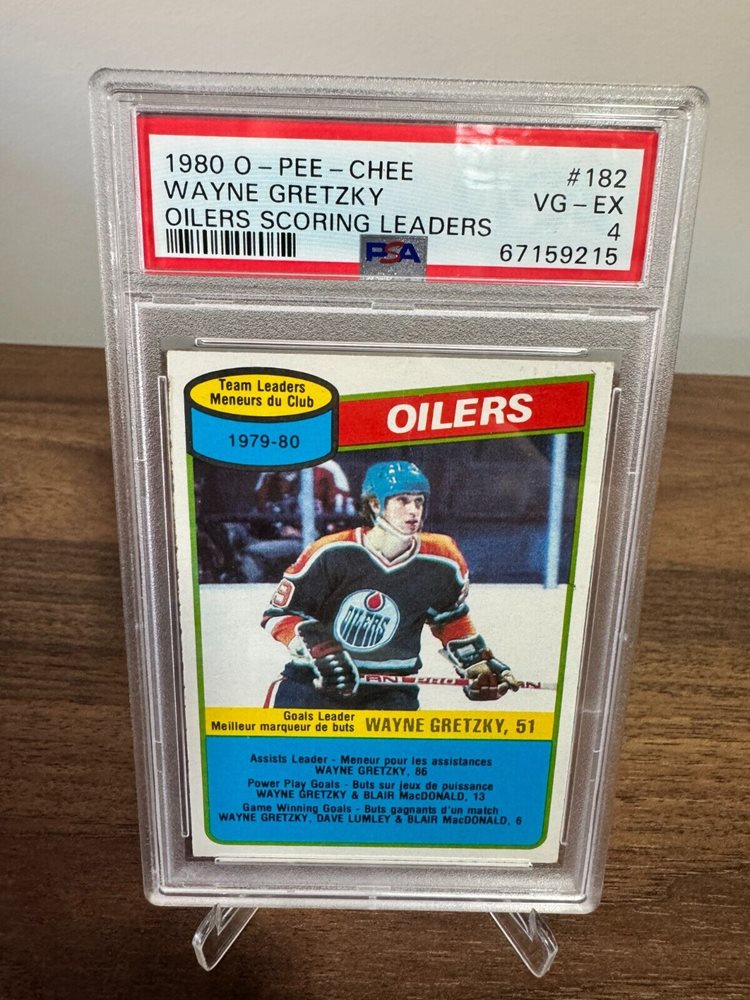 1980 O-PEE-CHEE #182
WAYNE GRETZKY VG-EX
OILERS SCORING LEADERS 4
PSA 67159215
Team Leaders
Meneurs du Club
1979-80
OILERS
OILERS
Goals Leader
Meilleur marqueur de buts WAYNE GRETZKY, 51
Assists Leader - Meneur pour les assistances
WAYNE GRETZKY, 86
Power Play Goals - Buts sur jeux de puissance
WAYNE GRETZKY & BLAIR MacDONALD, 13
Game Winning Goals - Buts gagnants d'un match
WAYNE GRETZKY, DAVE LUMLEY & BLAIR MacDONALD, 6